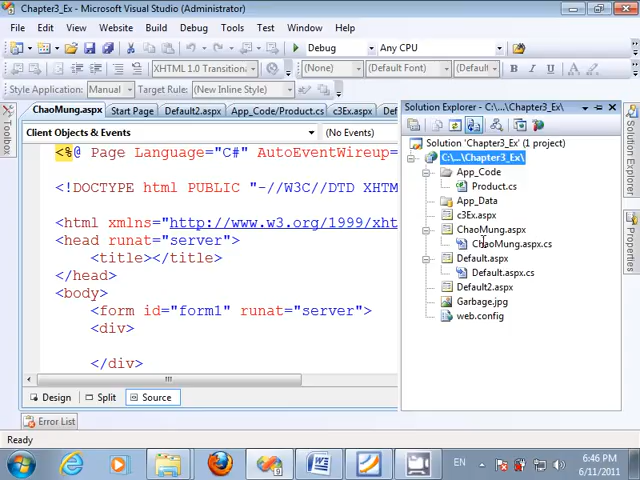 Chapter3_Ex - Microsoft Visual Studio (Administrator)
File Edit View Website Build Debug Tools Test Window Help
Debug Any CPU
XHTML 1.0 Transition (None) (Default Font) (Default
Style Application: Manual Target Rule: (New Inline Style)
ChaoMung.aspx Start Page Default2.aspx App_Code/Product.cs c3Ex.aspx
Client Objects & Events (No Events)
<%@ Page Language="C#" AutoEventWireup=
<!DOCTYPE html PUBLIC "-//W3C//DTD XHTM
<html xmlns="http://www.w3.org/1999/xht
<head runat="server">
<title></title>
</head>
<body>
<form id="form1" runat="server">
<div>
</div>
Design Split Source
Toolbox
Solution Explorer - C:\...\Chapter3_Ex\
Solution 'Chapter3_Ex' (1 project)
C:\...\Chapter3_Ex\
App_Code
Product.cs
App_Data
c3Ex.aspx
ChaoMung.aspx
ChaoMung.aspx.cs
Default.aspx
Default.aspx.cs
Default2.aspx
Garbage.jpg
web.config
Solution Explorer
Properties
Error List
Ready
EN
6:46 PM
6/11/2011